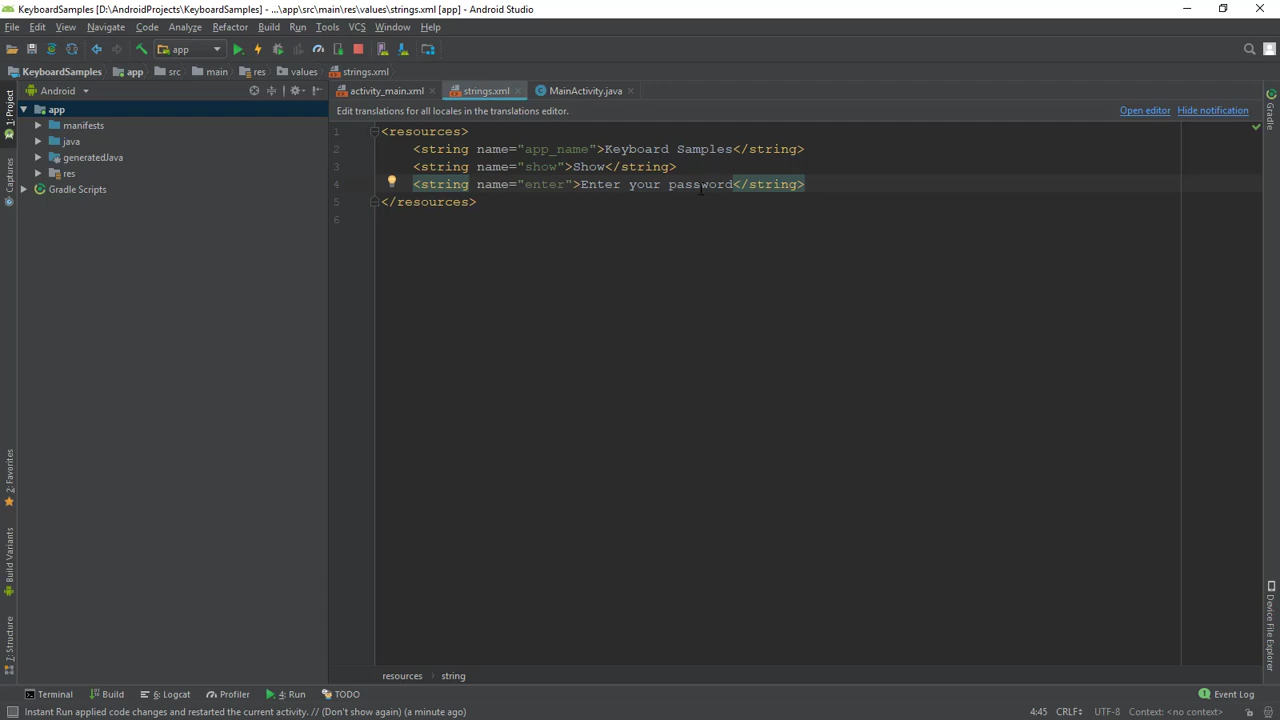 KeyboardSamples [D:\AndroidProjects\KeyboardSamples] - ...\app\src\main\res\values\strings.xml [app] - Android Studio
File Edit View Navigate Code Analyze Refactor Build Run Tools VCS Window Help
app
KeyboardSamples app src main res values strings.xml
1: Project
Android
activity_main.xml strings.xml MainActivity.java
Gradle
app
Edit translations for all locales in the translations editor. Open editor Hide notification
manifests
java
generatedJava
res
Gradle Scripts
Captures
1 <resources>
2 <string name="app_name">Keyboard Samples</string>
3 <string name="show">Show</string>
4 <string name="enter">Enter your password</string>
5 </resources>
6
2: Favorites
Build Variants
7: Structure
Device File Explorer
resources string
Terminal Build 6: Logcat Profiler 4: Run TODO Event Log
Instant Run applied code changes and restarted the current activity. // (Don't show again) (a minute ago) 4:45 CRLF UTF-8 Context: <no context>